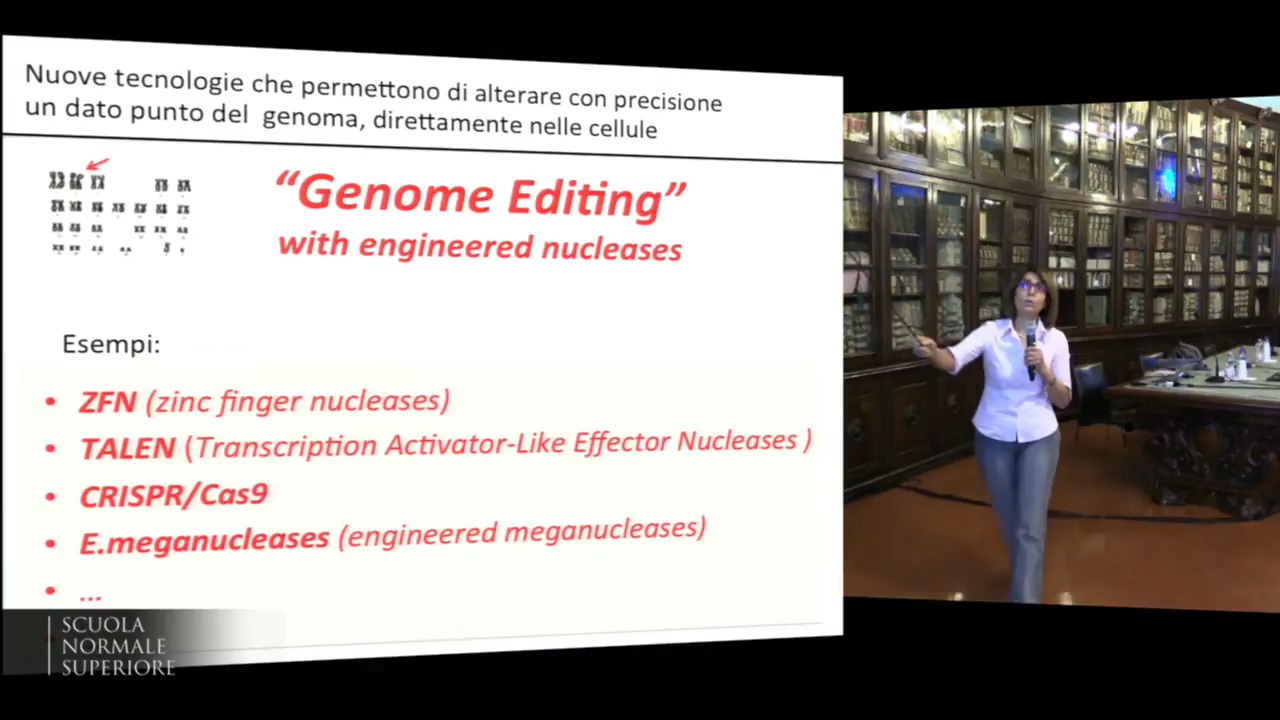 Nuove tecnologie che permettono di alterare con precisione
un dato punto del genoma, direttamente nelle cellule
“Genome Editing”
with engineered nucleases
Esempi:
• ZFN (zinc finger nucleases)
• TALEN (Transcription Activator-Like Effector Nucleases )
• CRISPR/Cas9
• E.meganucleases (engineered meganucleases)
• ...
SCUOLA
NORMALE
SUPERIORE